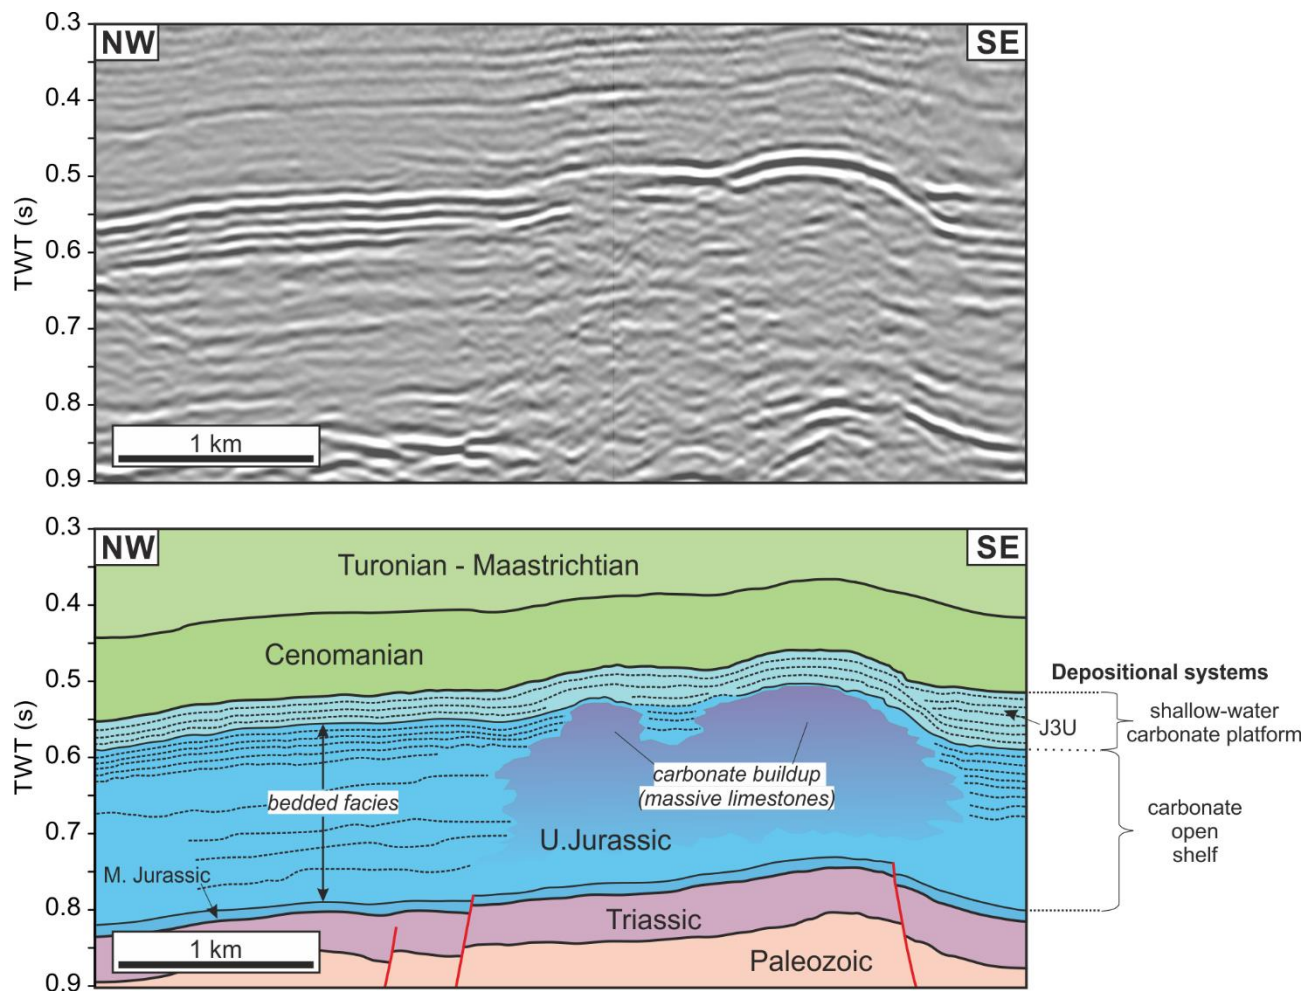 NW
SE
0.3
0.4
0.5
0.6
0.7
0.8
0.9
TWT (s)
1 km
NW
SE
0.3
0.4
0.5
0.6
0.7
0.8
0.9
TWT (s)
Turonian - Maastrichtian
Cenomanian
bedded facies
carbonate buildup
(massive limestones)
U.Jurassic
M. Jurassic
Triassic
Paleozoic
1 km
Depositional systems
J3U
shallow-water
carbonate platform
carbonate
open
shelf